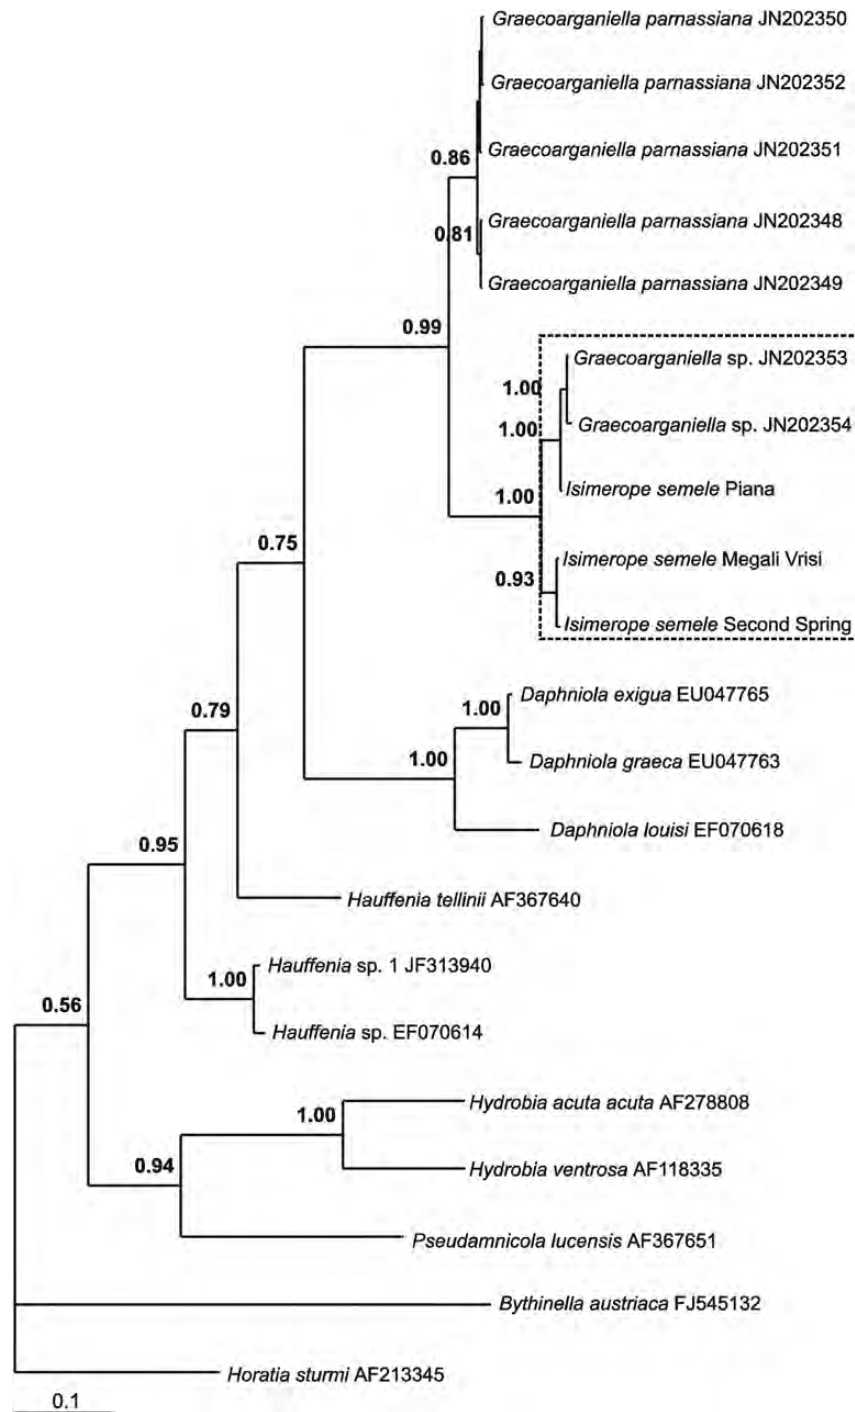 Graecoarganiella parnassiana JN202350
Graecoarganiella parnassiana JN202352
Graecoarganiella parnassiana JN202351
0.86
Graecoarganiella parnassiana JN202348
0.81
Graecoarganiella parnassiana JN202349
0.99
Graecoarganiella sp. JN202353
1.00
Graecoarganiella sp. JN202354
1.00
Isimerope semele Piana
1.00
Isimerope semele Megali Vrisi
0.75
0.93
Isimerope semele Second Spring
Daphniola exigua EU047765
1.00
0.79
Daphniola graeca EU047763
1.00
Daphniola louisi EF070618
0.95
Hauffenia tellinii AF367640
Hauffenia sp. 1 JF313940
1.00
0.56
Hauffenia sp. EF070614
Hydrobia acuta acuta AF278808
1.00
0.94
Hydrobia ventrosa AF118335
Pseudamnicola lucensis AF367651
Bythinella austriaca FJ545132
Horatia sturmi AF213345
0.1